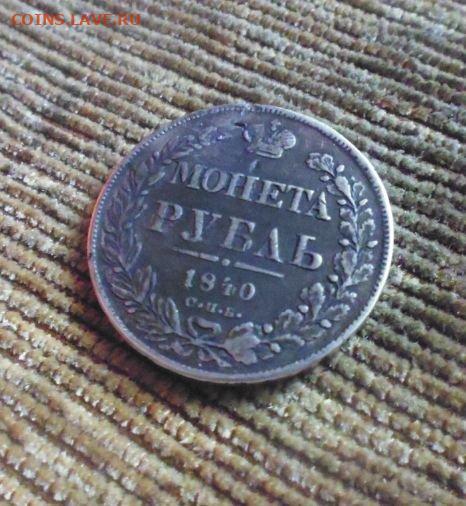 COINS.LAVE.RU
МОНЕТА
РУБЛЬ
1840
С.П.Б.